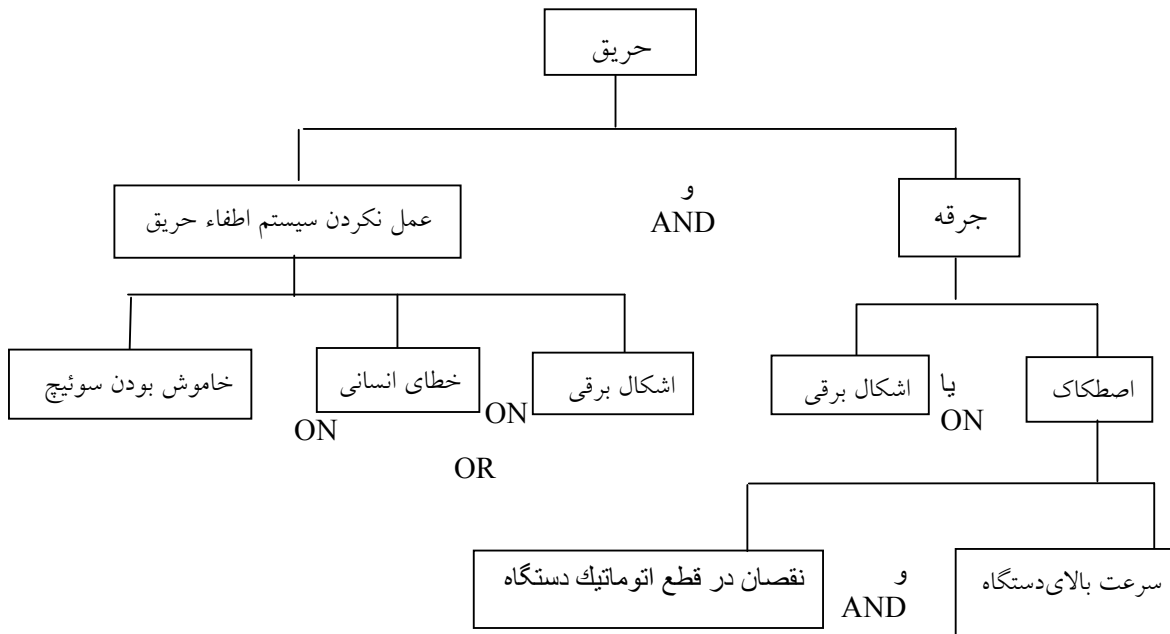 حریق
و
AND
جرقه
عمل نکردن سیستم اطفاء حریق
اصطکاک
یا
ON
اشکال برقی
اشکال برقی
ON
خطای انسانی
ON
خاموش بودن سوئیچ
OR
سرعت بالای‌دستگاه
و
AND
نقصان در قطع اتوماتیك دستگاه